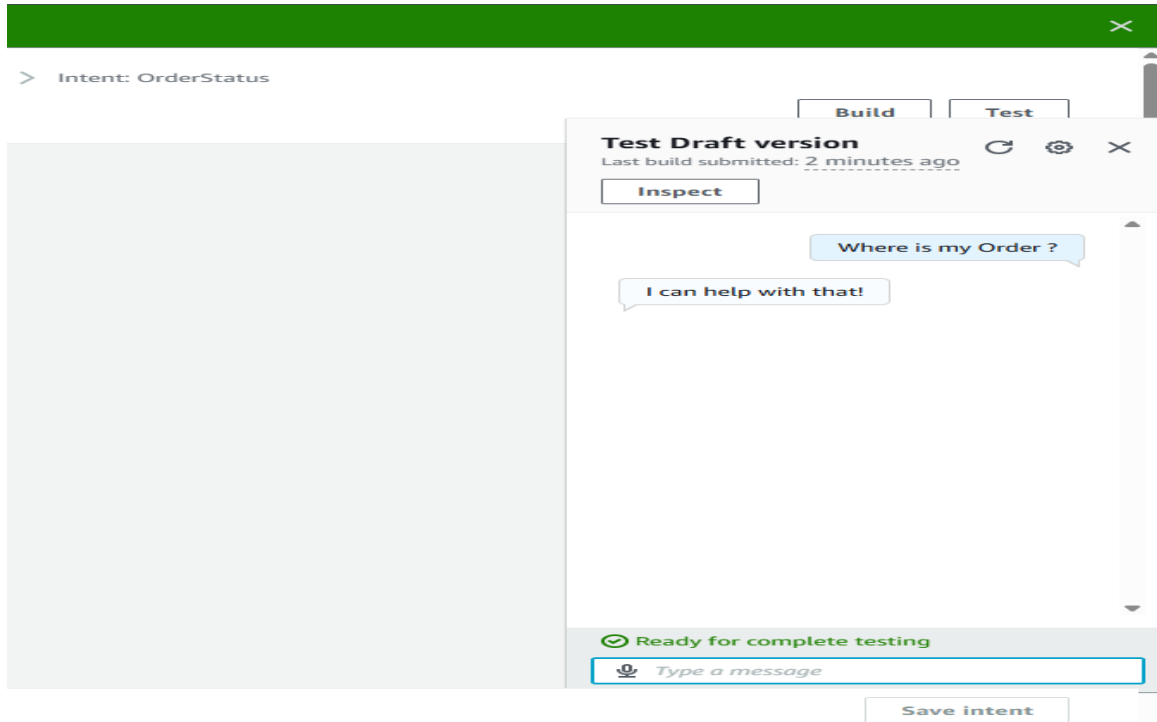 Intent: OrderStatus
Build
Test
Test Draft version
Last build submitted: 2 minutes ago
Inspect
Where is my Order ?
I can help with that!
Ready for complete testing
Type a message
Save intent